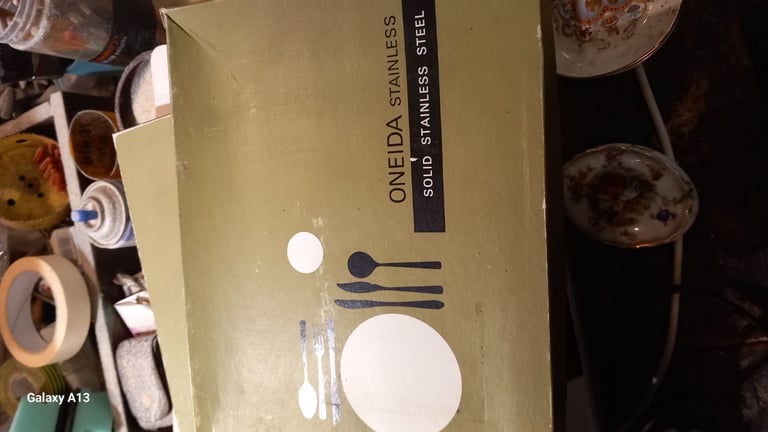 ONEIDA STAINLESS
SOLID STAINLESS STEEL
Galaxy A13